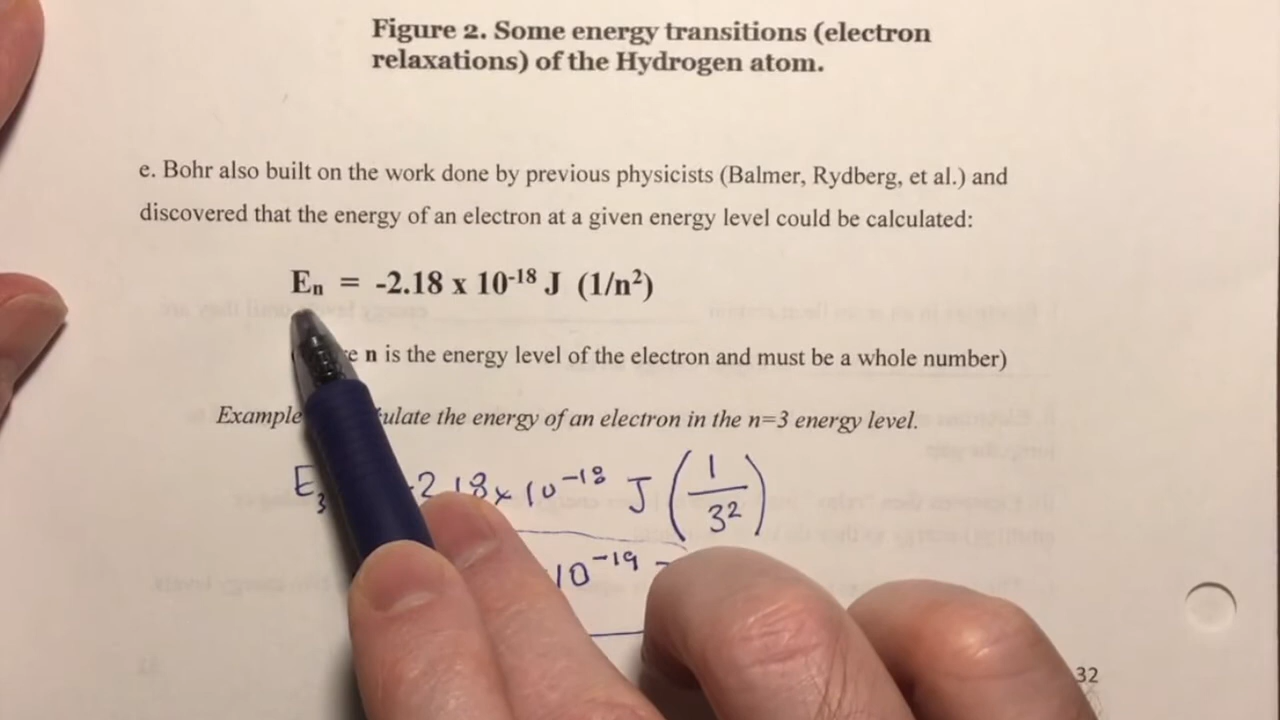 Figure 2. Some energy transitions (electron
relaxations) of the Hydrogen atom.
e. Bohr also built on the work done by previous physicists (Balmer, Rydberg, et al.) and
discovered that the energy of an electron at a given energy level could be calculated:
Eₙ = -2.18 x 10⁻¹⁸ J (1/n²)
n is the energy level of the electron and must be a whole number)
Example the energy of an electron in the n=3 energy level.
E₃ 2.18 x 10⁻¹⁸ J (1/3²)
10⁻¹⁹
32